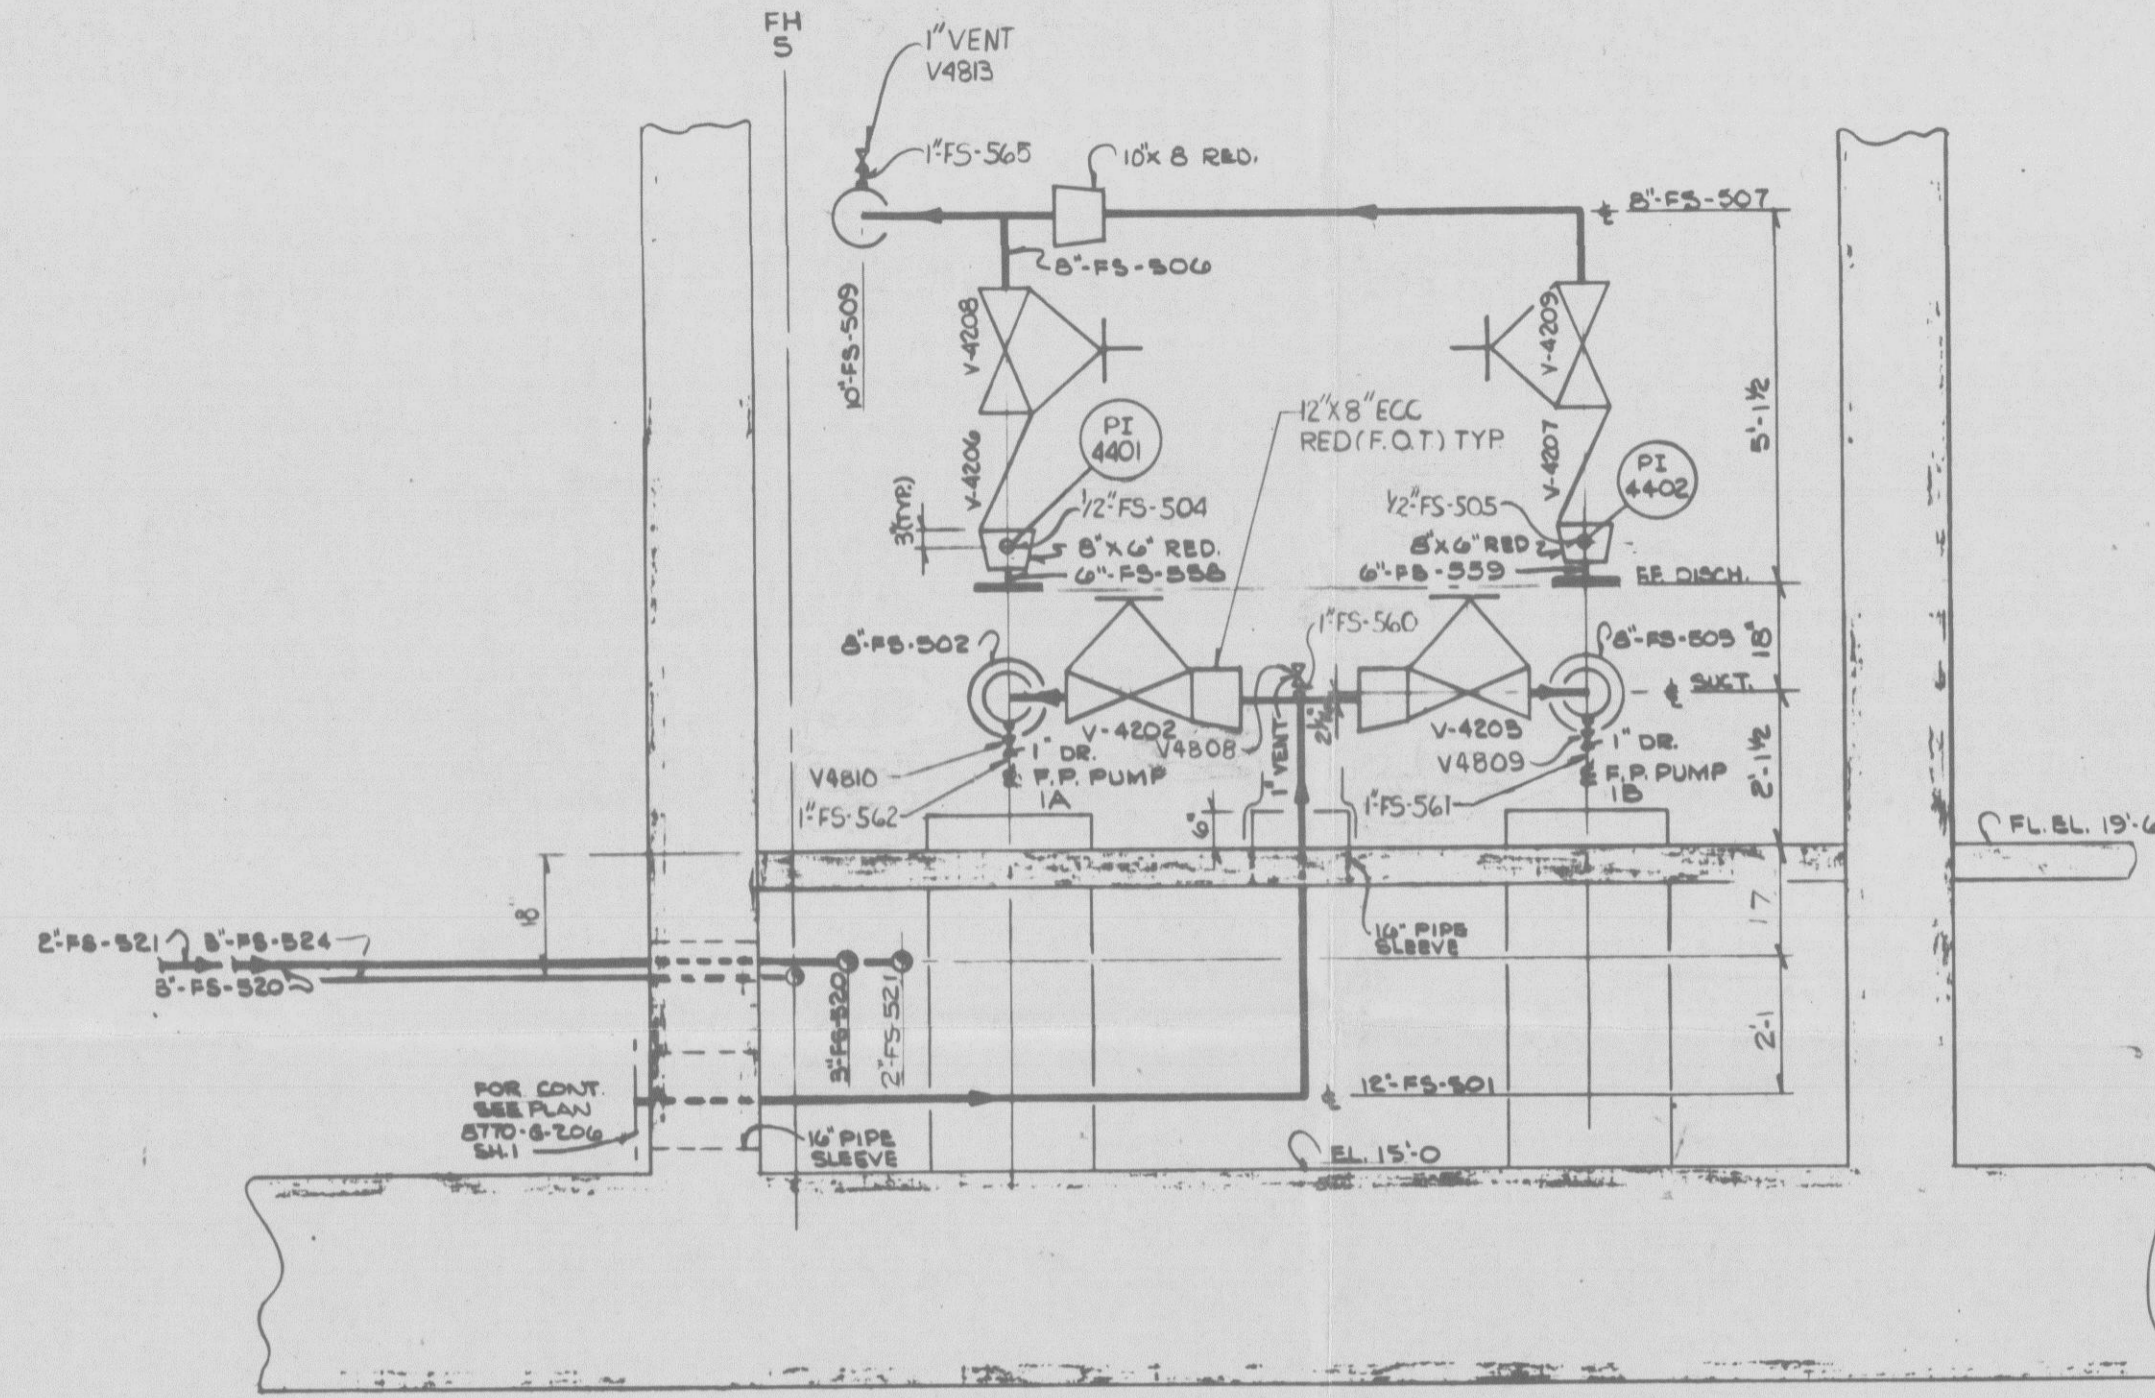 FH
5
1" VENT
V4813
1"-FS-565
10"X 8 RED.
8"-FS-507
8"-FS-506
10"-FS-509
V-4208
V-4209
5'-1½
12"X8" ECC
RED (F.O.T) TYP
PI
4401
V-4206
V-4207
PI
4402
3"(TYP.)
½"FS-504
½"FS-505
8"X6" RED.
8"X6" RED
6"-FS-558
6"-FS-559
F.F. DISCH.
1"FS-560
8"-FS-502
8"-FS-503
18"
SUCT.
V-4202
V4808
1" VENT
V-4203
1" DR.
1" DR.
V4810
V4809
F.P. PUMP
1A
F.P. PUMP
1B
2'-1½
1"-FS-562
1"FS-561
6"
FL. EL. 19'-6
18
17
2"-FS-521
3"-FS-524
3"-FS-520
16" PIPE
SLEEVE
3"-FS-520
2"-FS-521
2'-1
FOR CONT.
SEE PLAN
8770-G-206
SH.1
12"-FS-501
16" PIPE
SLEEVE
EL. 15'-0